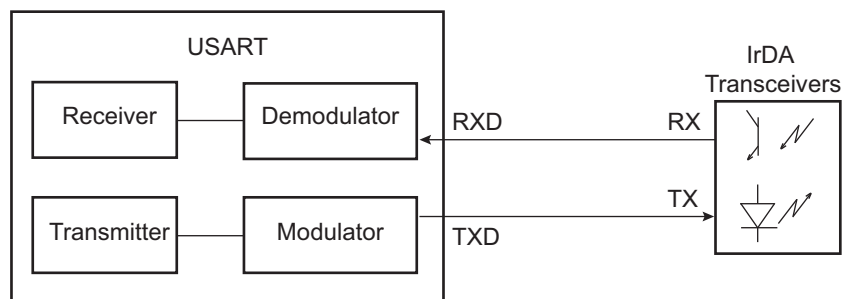 USART
IrDA
Transceivers
Receiver
Demodulator
RXD
RX
Transmitter
Modulator
TXD
TX